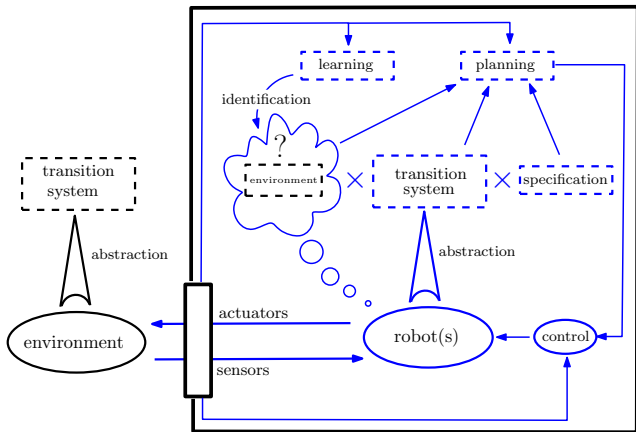 learning
planning
identification
?
environment
×
transition
system
×
specification
transition
system
abstraction
abstraction
actuators
environment
robot(s)
control
sensors